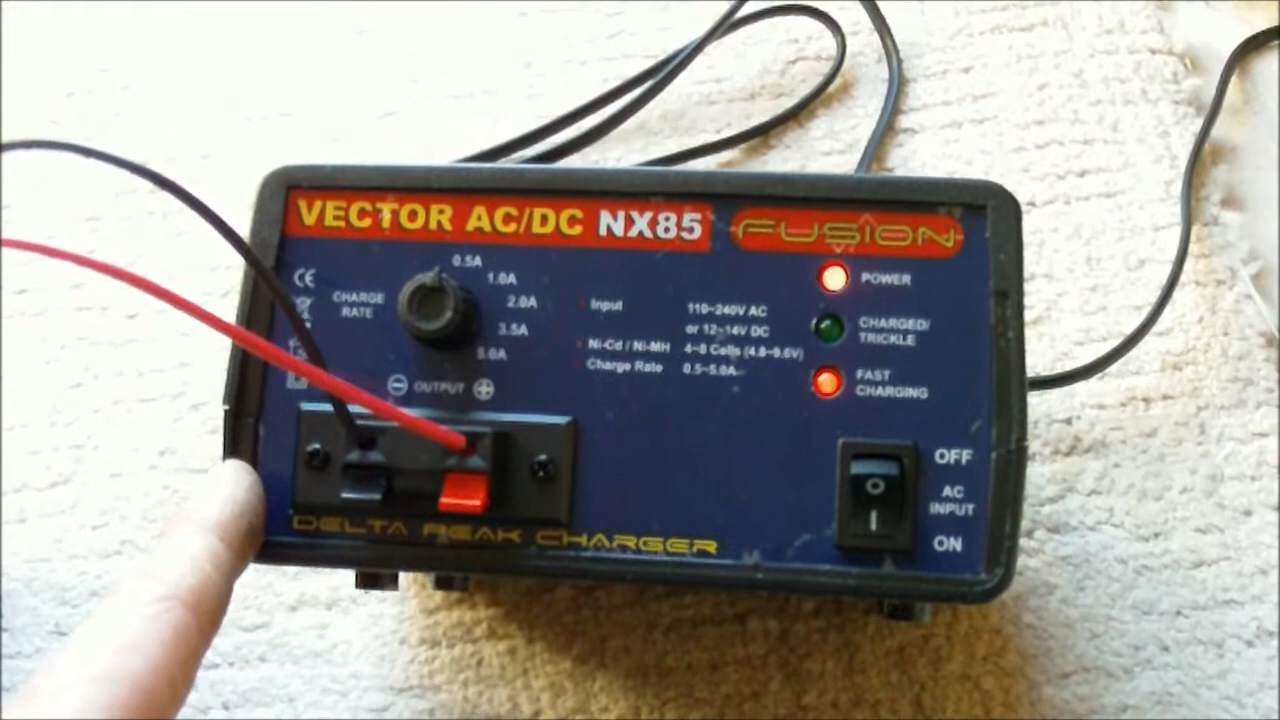 VECTOR AC/DC NX85
FUSION
CE
CHARGE
RATE
0.5A
1.0A
2.0A
3.5A
5.0A
Input 110~240V AC
or 12~14V DC
Ni-Cd / Ni-MH 4~8 Cells (4.8~9.6V)
Charge Rate 0.5~5.0A
POWER
CHARGED/
TRICKLE
FAST
CHARGING
OUTPUT
OFF
AC
INPUT
ON
DELTA PEAK CHARGER